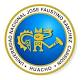 UNIVERSIDAD NACIONAL JOSE FAUSTINO SANCHEZ CARRION
HUACHO